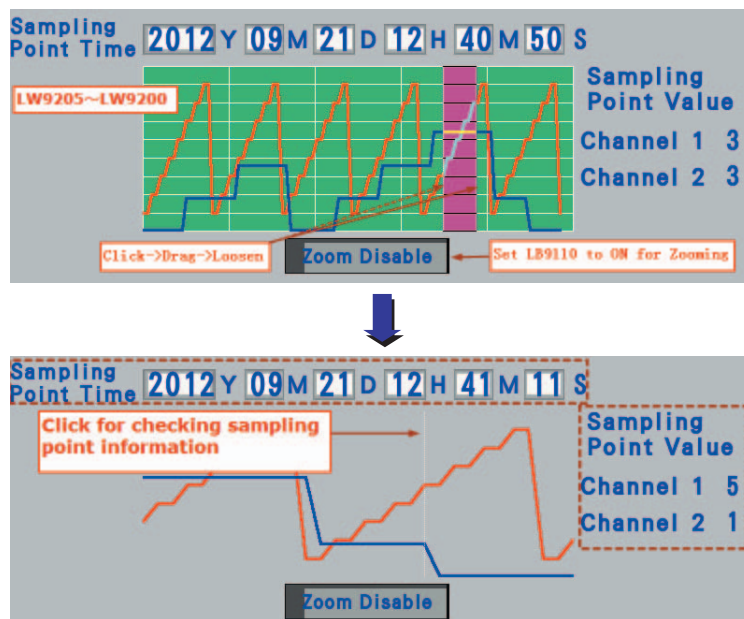 Sampling
Point Time 2012 Y 09 M 21 D 12 H 40 M 50 S
LW9205~LW9200
Sampling
Point Value
Channel 1 3
Channel 2 3
Click->Drag->Loosen
Zoom Disable
Set LB9110 to ON for Zooming
Sampling
Point Time 2012 Y 09 M 21 D 12 H 41 M 11 S
Click for checking sampling
point information
Sampling
Point Value
Channel 1 5
Channel 2 1
Zoom Disable